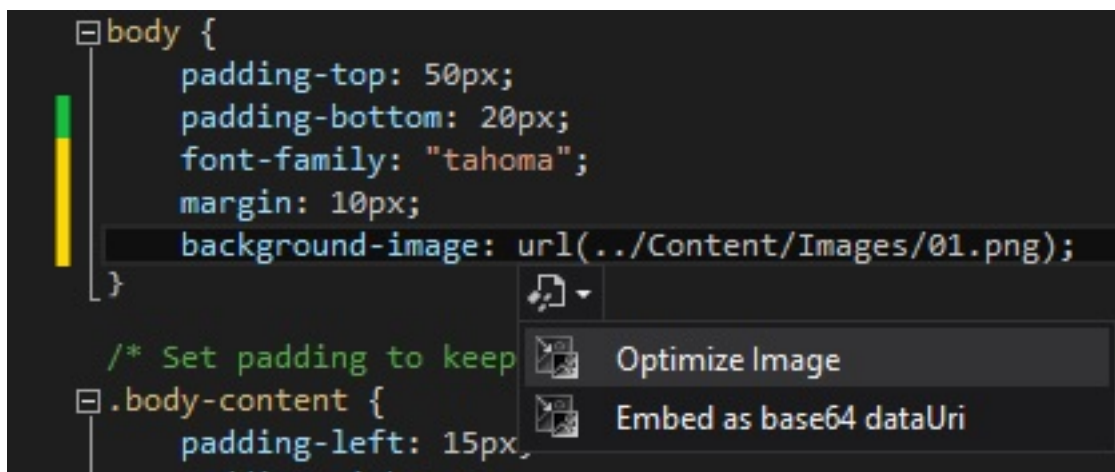 body {
padding-top: 50px;
padding-bottom: 20px;
font-family: "tahoma";
margin: 10px;
background-image: url(../Content/Images/01.png);
}
/* Set padding to keep
Optimize Image
.body-content {
Embed as base64 dataUri
padding-left: 15px